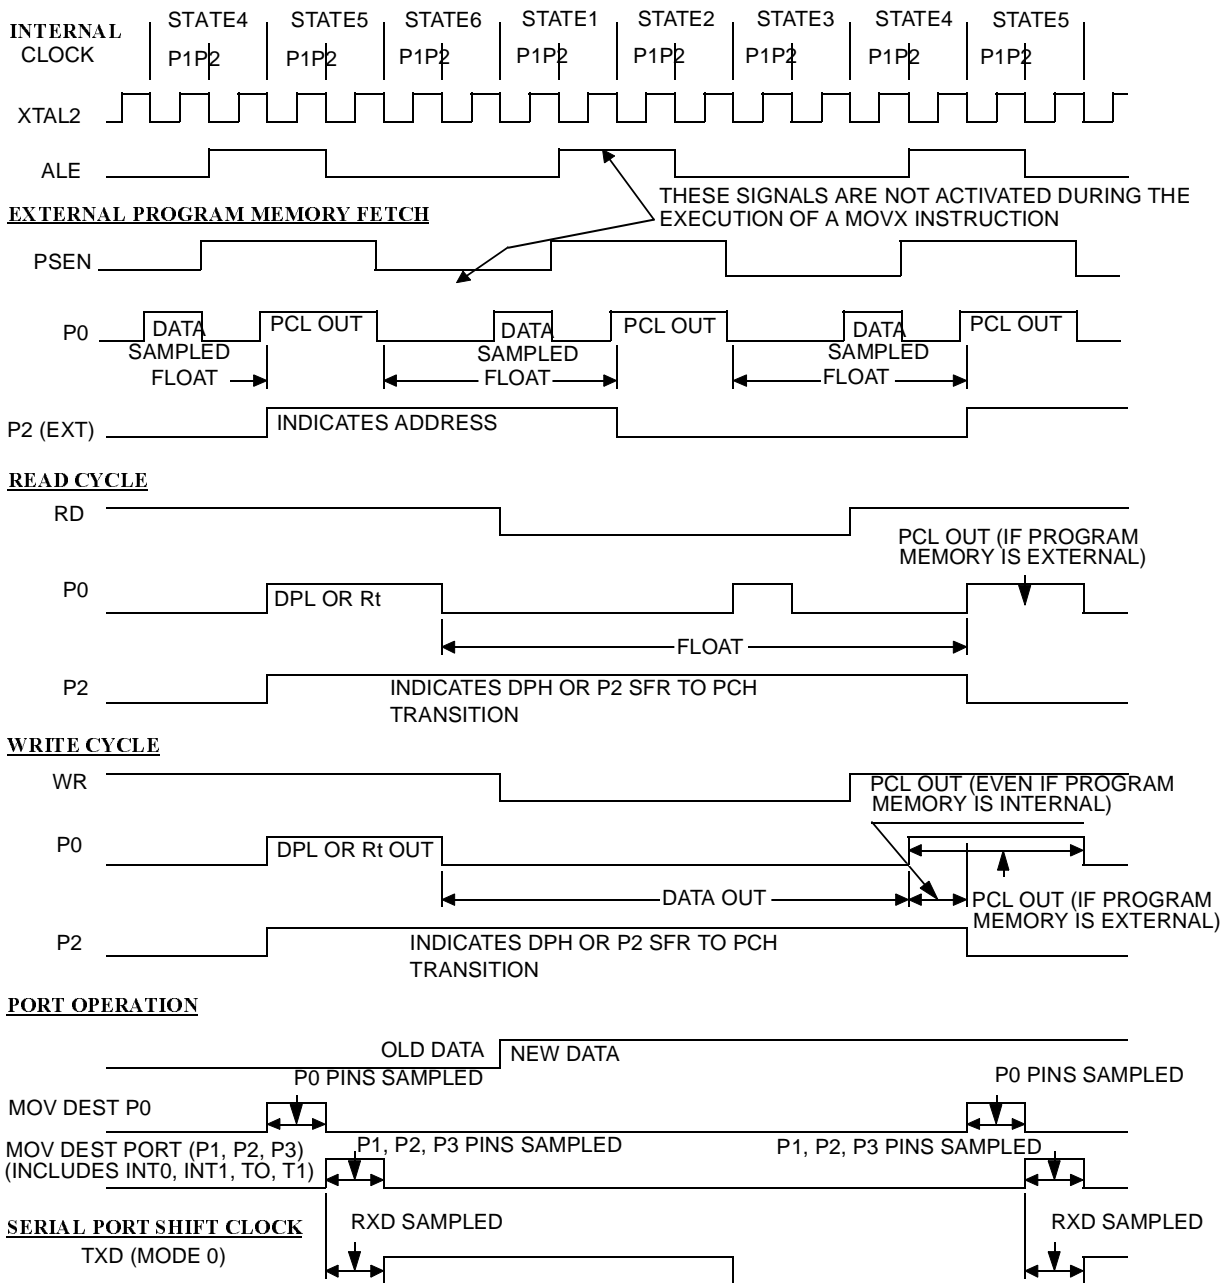 INTERNAL
CLOCK
STATE4 STATE5 STATE6 STATE1 STATE2 STATE3 STATE4 STATE5
P1P2 P1P2 P1P2 P1P2 P1P2 P1P2 P1P2 P1P2
XTAL2
ALE
THESE SIGNALS ARE NOT ACTIVATED DURING THE
EXECUTION OF A MOVX INSTRUCTION
EXTERNAL PROGRAM MEMORY FETCH
PSEN
P0
DATA
SAMPLED
FLOAT
PCL OUT
DATA
SAMPLED
FLOAT
PCL OUT
DATA
SAMPLED
FLOAT
PCL OUT
P2 (EXT)
INDICATES ADDRESS
READ CYCLE
RD
PCL OUT (IF PROGRAM
MEMORY IS EXTERNAL)
P0
DPL OR Rt
FLOAT
P2
INDICATES DPH OR P2 SFR TO PCH
TRANSITION
WRITE CYCLE
WR
PCL OUT (EVEN IF PROGRAM
MEMORY IS INTERNAL)
P0
DPL OR Rt OUT
DATA OUT
PCL OUT (IF PROGRAM
MEMORY IS EXTERNAL)
P2
INDICATES DPH OR P2 SFR TO PCH
TRANSITION
PORT OPERATION
OLD DATA NEW DATA
P0 PINS SAMPLED P0 PINS SAMPLED
MOV DEST P0
MOV DEST PORT (P1, P2, P3)
(INCLUDES INT0, INT1, TO, T1)
P1, P2, P3 PINS SAMPLED P1, P2, P3 PINS SAMPLED
SERIAL PORT SHIFT CLOCK
TXD (MODE 0)
RXD SAMPLED RXD SAMPLED